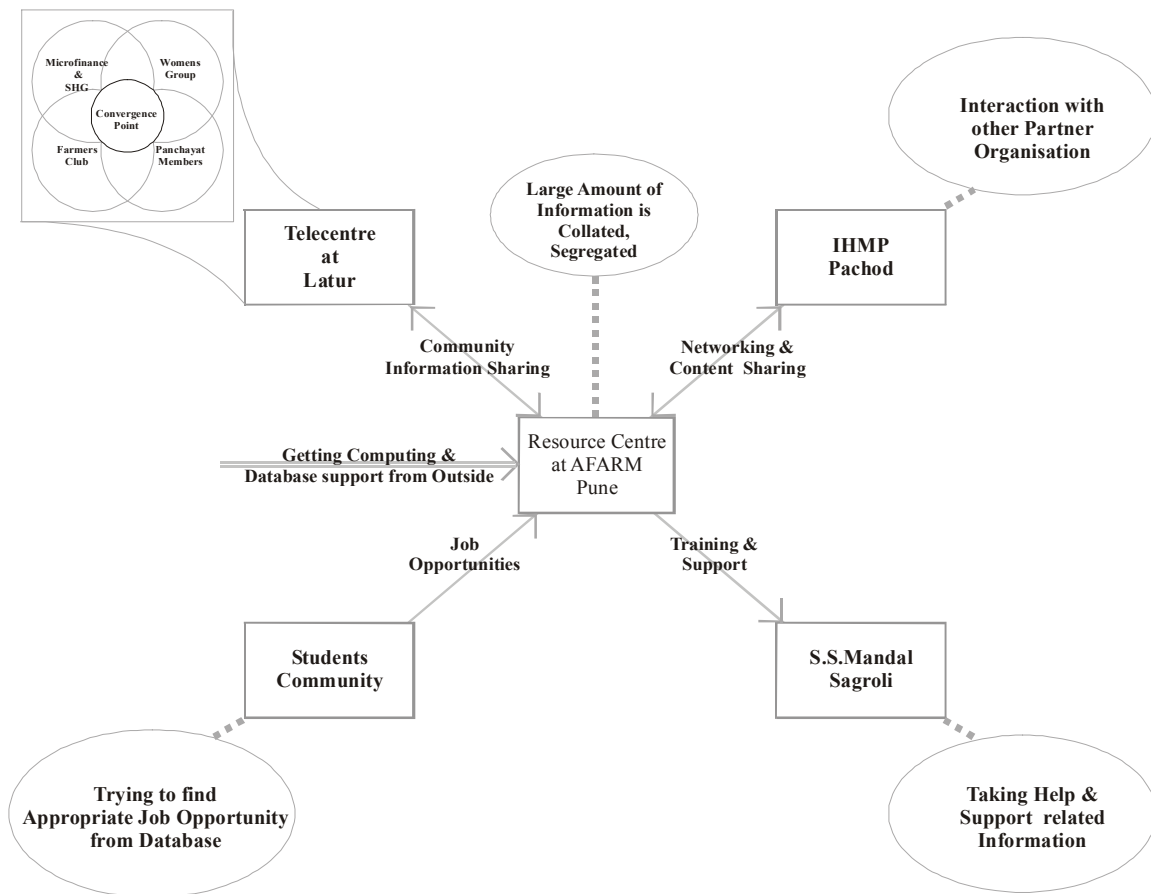 Microfinance
&
SHG
Womens
Group
Convergence
Point
Farmers
Club
Panchayat
Members
Interaction with
other Partner
Organisation
Large Amount of
Information is
Collated,
Segregated
Telecentre
at
Latur
IHMP
Pachod
Community
Information Sharing
Networking &
Content Sharing
Getting Computing &
Database support from Outside
Resource Centre
at AFARM
Pune
Job
Opportunities
Training &
Support
Students
Community
S.S.Mandal
Sagroli
Trying to find
Appropriate Job Opportunity
from Database
Taking Help &
Support related
Information